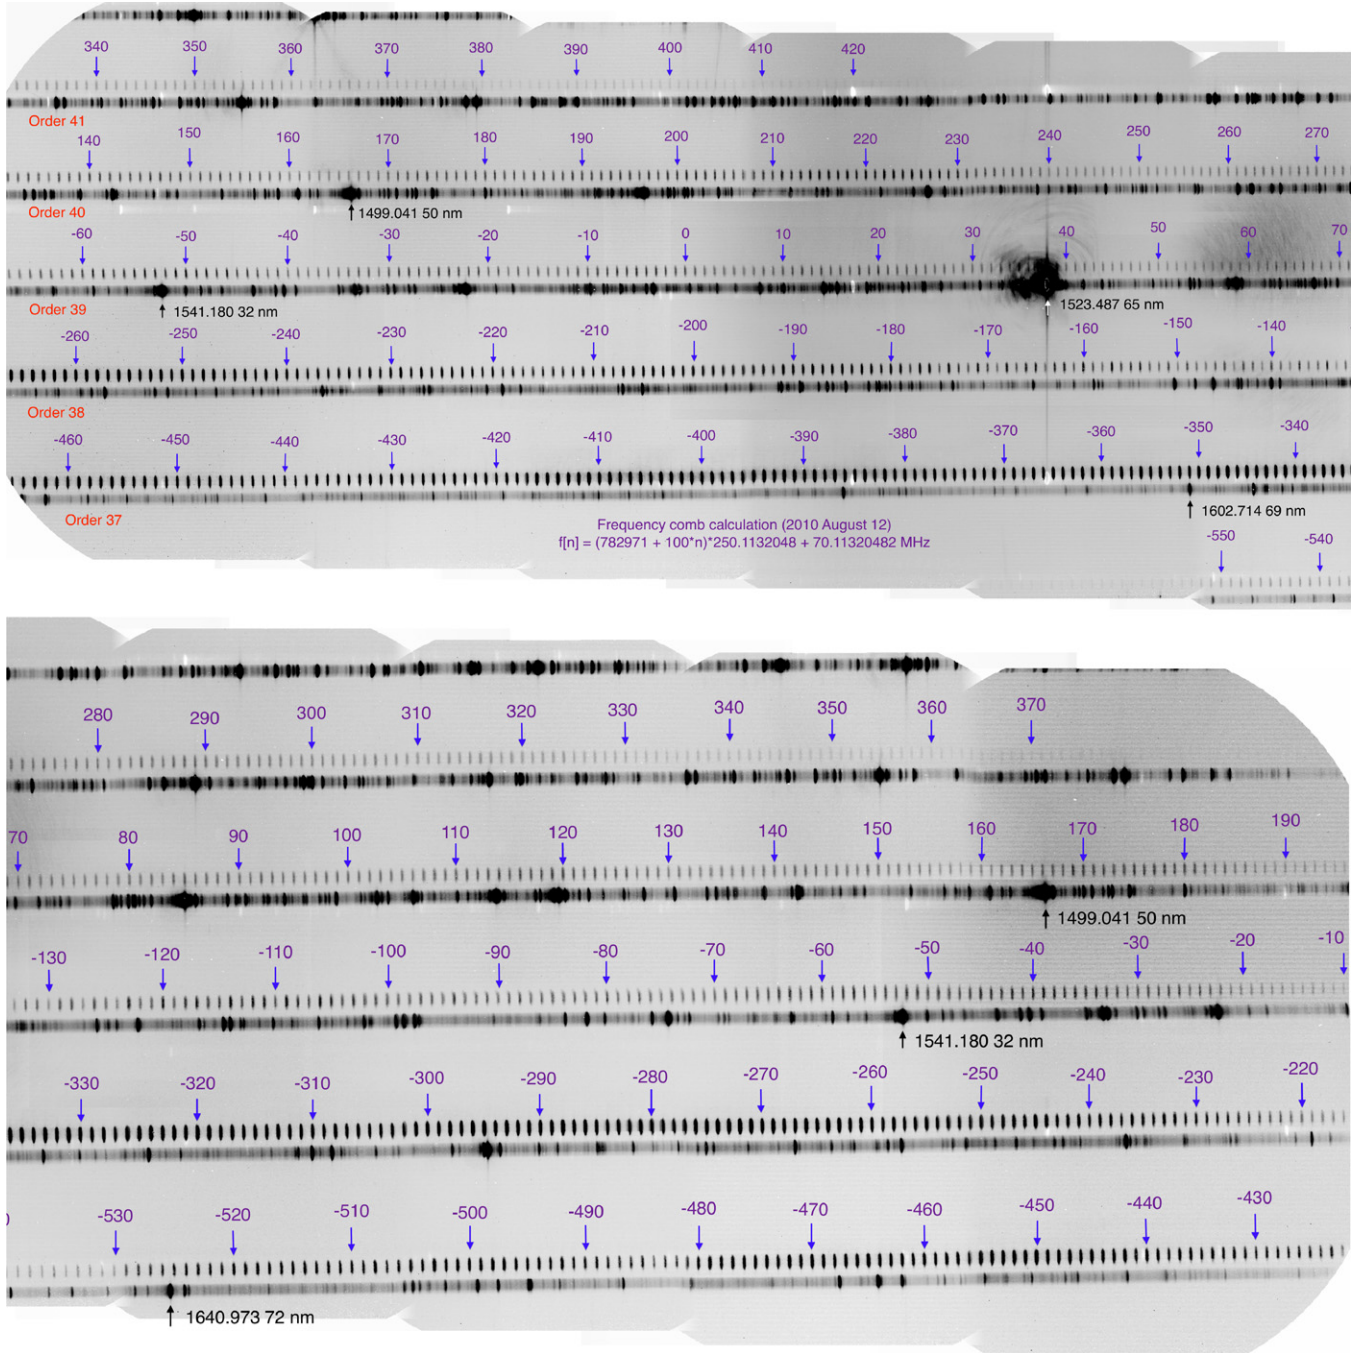 340 350 360 370 380 390 400 410 420
Order 41
140 150 160 170 180 190 200 210 220 230 240 250 260 270
Order 40
1499.041 50 nm
-60 -50 -40 -30 -20 -10 0 10 20 30 40 50 60 70
Order 39
1541.180 32 nm
1523.487 65 nm
-260 -250 -240 -230 -220 -210 -200 -190 -180 -170 -160 -150 -140
Order 38
-460 -450 -440 -430 -420 -410 -400 -390 -380 -370 -360 -350 -340
Order 37
1602.714 69 nm
Frequency comb calculation (2010 August 12)
f[n] = (782971 + 100*n)*250.1132048 + 70.11320482 MHz
-550 -540
280 290 300 310 320 330 340 350 360 370
70 80 90 100 110 120 130 140 150 160 170 180 190
1499.041 50 nm
-130 -120 -110 -100 -90 -80 -70 -60 -50 -40 -30 -20 -10
1541.180 32 nm
-330 -320 -310 -300 -290 -280 -270 -260 -250 -240 -230 -220
-530 -520 -510 -500 -490 -480 -470 -460 -450 -440 -430
1640.973 72 nm